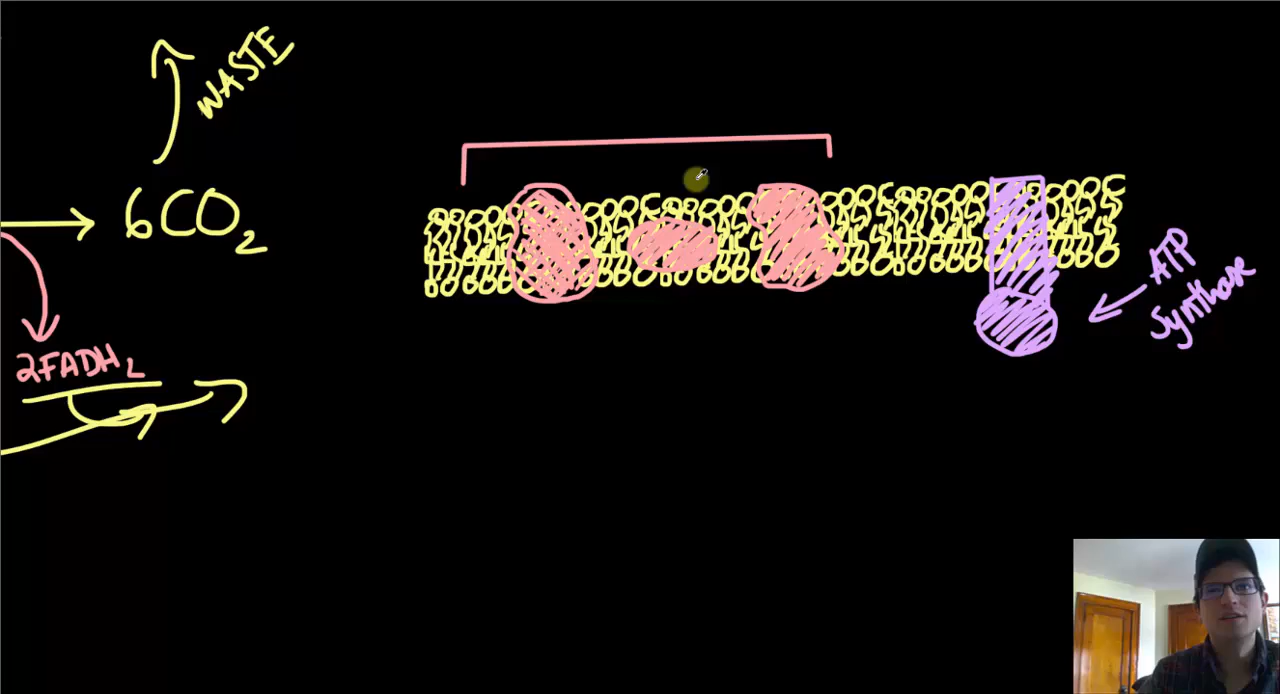 WASTE
6CO₂
2FADH₂
ATP
Synthase